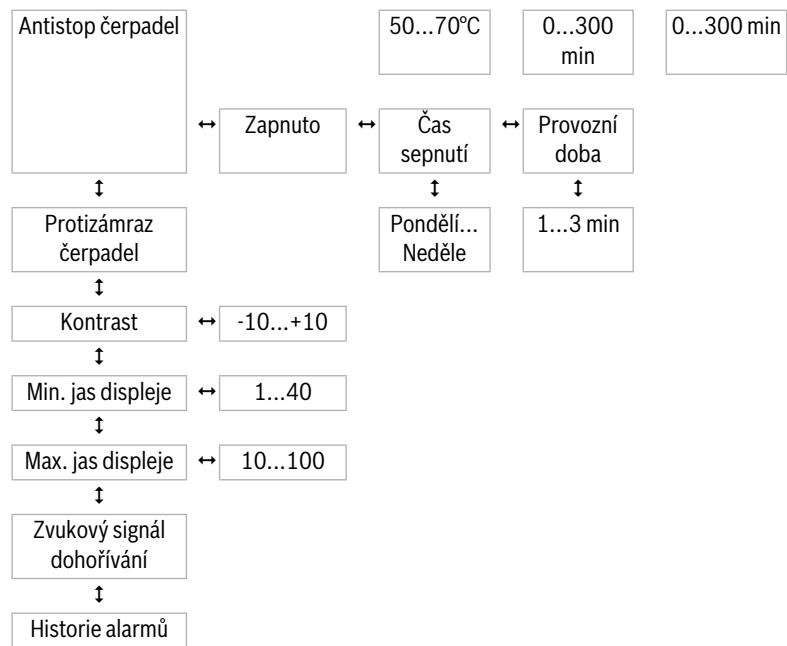 Antistop čerpadel
50...70°C
0...300
min
0...300 min
↔ Zapnuto ↔ Čas
sepnutí
↔ Provozní
doba
↕ ↕ ↕
Protizámraz
čerpadel
Pondělí...
Neděle
1...3 min
↕
Kontrast ↔ -10...+10
↕
Min. jas displeje ↔ 1...40
↕
Max. jas displeje ↔ 10...100
↕
Zvukový signál
dohořívání
↕
Historie alarmů